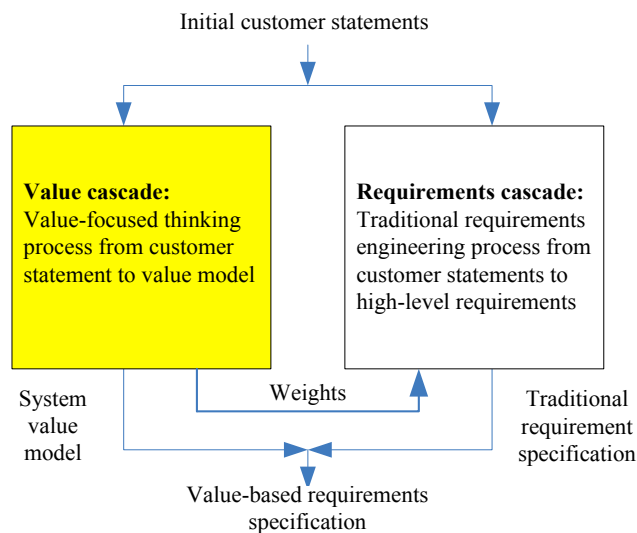 Initial customer statements
Value cascade:
Value-focused thinking
process from customer
statement to value model
Requirements cascade:
Traditional requirements
engineering process from
customer statements to
high-level requirements
Weights
System
value
model
Traditional
requirement
specification
Value-based requirements
specification